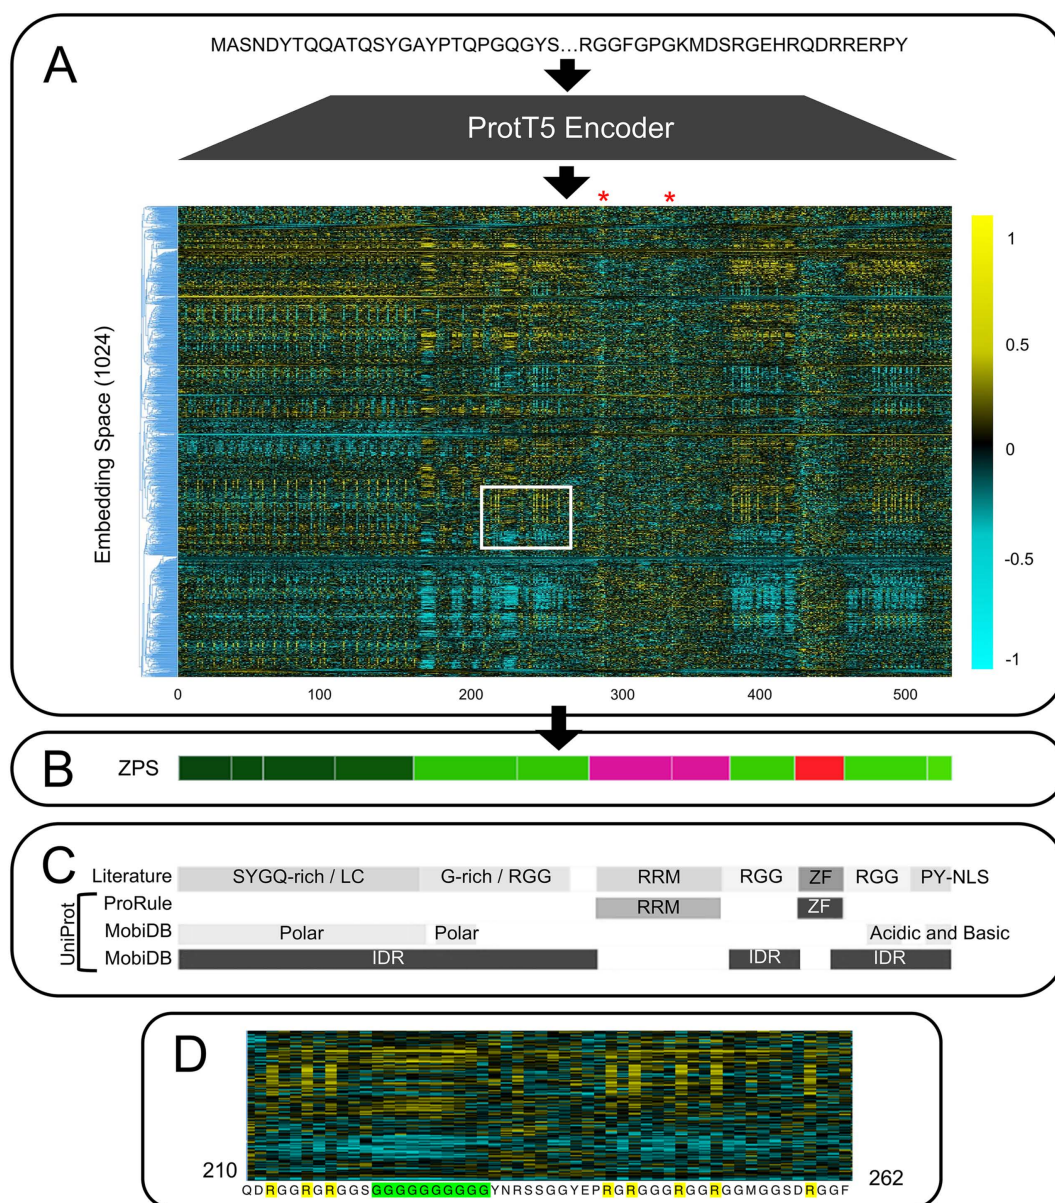 A
MASNDYTQQATQSYGAYPTQPGQGYS...RGGFGPGKMDSRGEHRQDRRERPY
ProtT5 Encoder
* *
Embedding Space (1024)
1
0.5
0
-0.5
-1
0 100 200 300 400 500
B
ZPS
C
Literature SYGQ-rich / LC G-rich / RGG RRM RGG ZF RGG PY-NLS
UniProt
ProRule RRM ZF
MobiDB Polar Polar Acidic and Basic
MobiDB IDR IDR IDR
D
210 262
QDRGGRGRGGSGGGGGGGGGGYNRSSGGYEPRGRGGGRGGRGGMGGSDRGGF